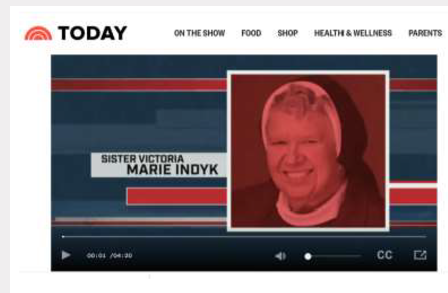 TODAY
ON THE SHOW FOOD SHOP HEALTH & WELLNESS PARENTS
SISTER VICTORIA
MARIE INDYK
00:01 /04:20
CC